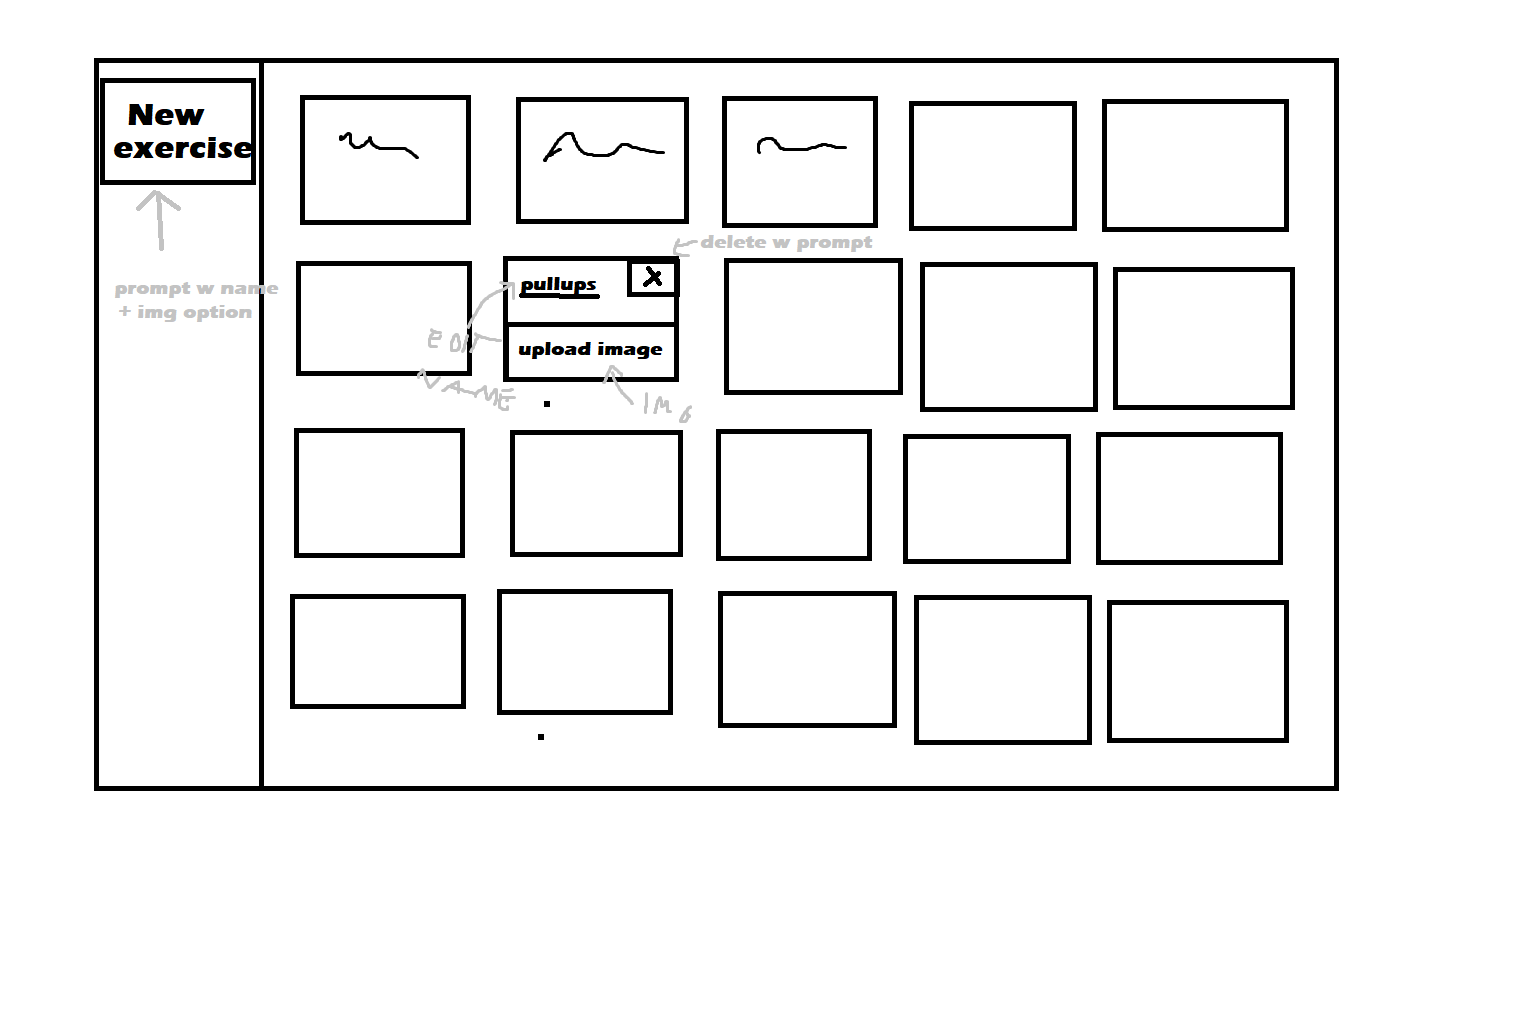 New
exercise
prompt w name
+ img option
delete w prompt
pullups
X
EDIT
NAME
upload image
IMG